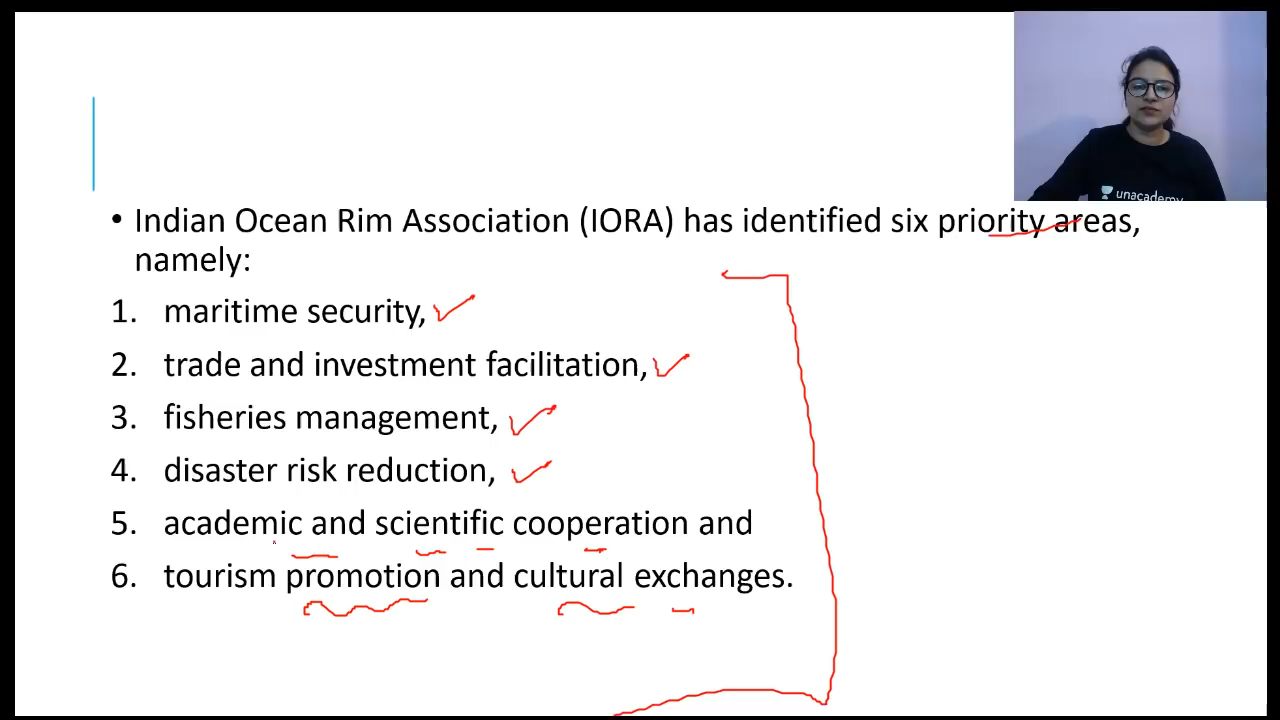 unacademy
• Indian Ocean Rim Association (IORA) has identified six priority areas,
namely:
1. maritime security,
2. trade and investment facilitation,
3. fisheries management,
4. disaster risk reduction,
5. academic and scientific cooperation and
6. tourism promotion and cultural exchanges.